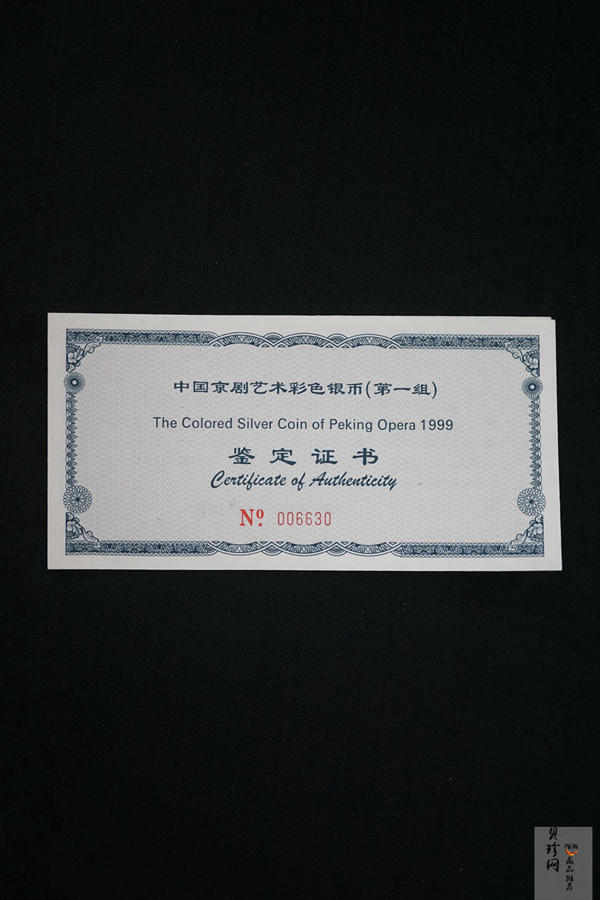 中国京剧艺术彩色银币(第一组)
The Colored Silver Coin of Peking Opera 1999
鉴定证书
Certificate of Authenticity
Nº. 006630
贝珍网